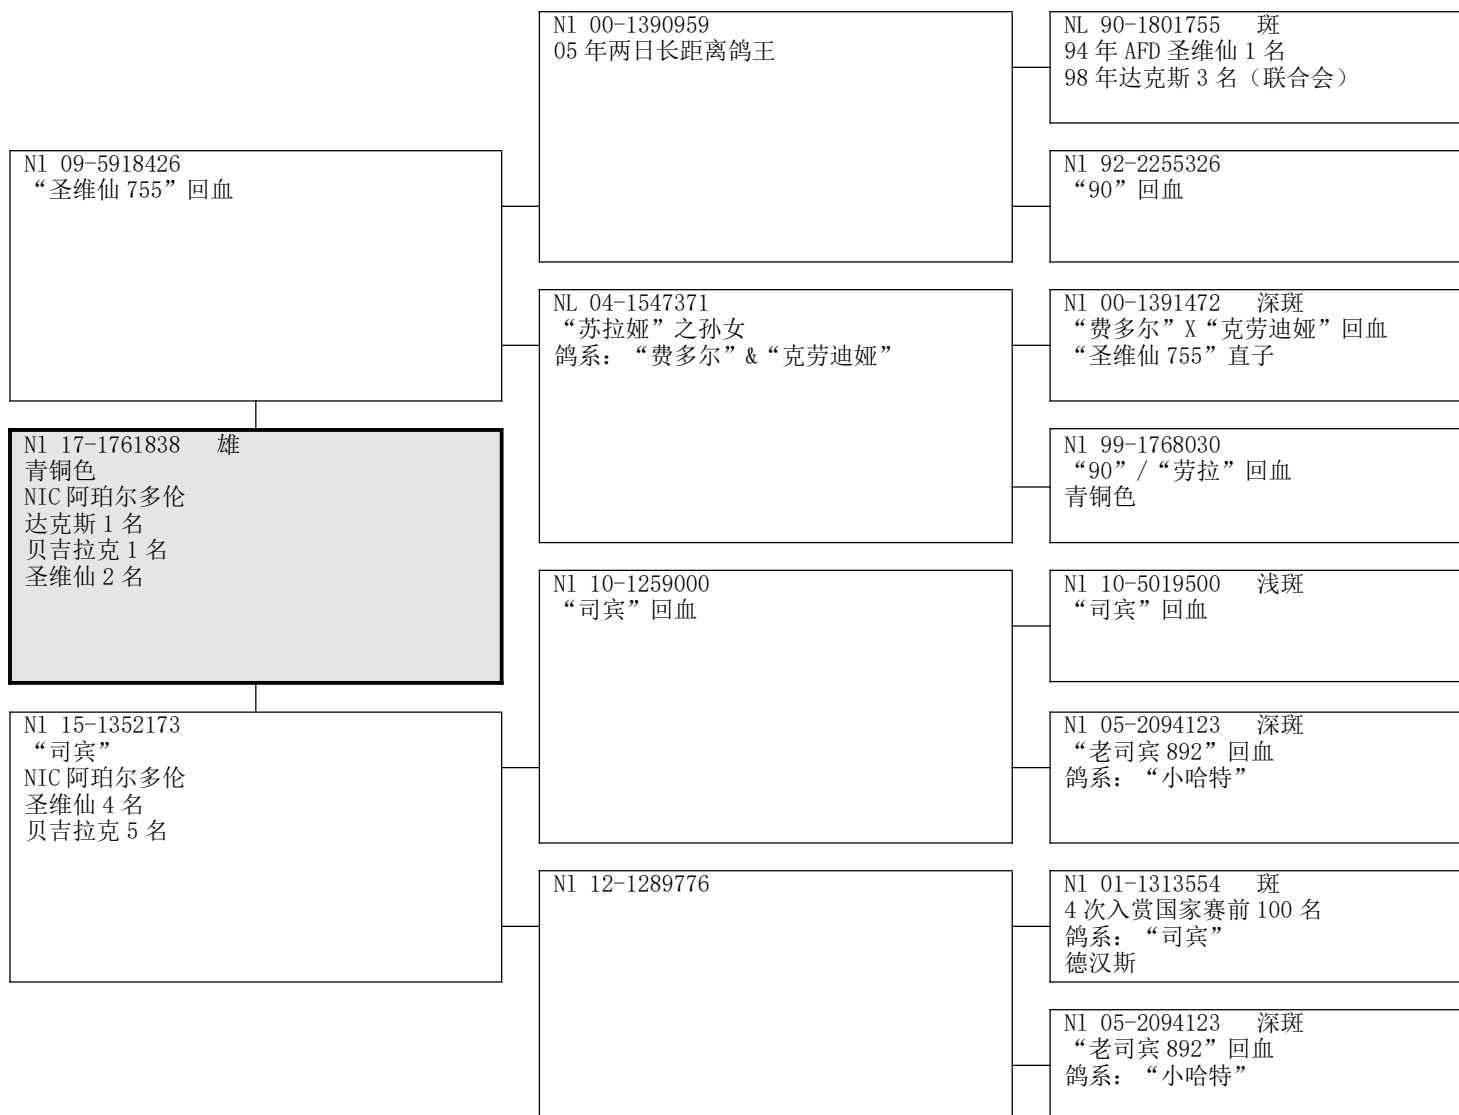 Nl 00-1390959
05 年两日长距离鸽王
NL 90-1801755 斑
94 年 AFD 圣维仙 1 名
98 年达克斯 3 名（联合会）
Nl 92-2255326
“90”回血
Nl 09-5918426
“圣维仙 755”回血
NL 04-1547371
“苏拉娅”之孙女
鸽系：“费多尔”&“克劳迪娅”
Nl 00-1391472 深斑
“费多尔”X“克劳迪娅”回血
“圣维仙 755”直子
Nl 99-1768030
“90”/“劳拉”回血
青铜色
Nl 17-1761838 雄
青铜色
NIC 阿珀尔多伦
达克斯 1 名
贝吉拉克 1 名
圣维仙 2 名
Nl 10-1259000
“司宾”回血
Nl 10-5019500 浅斑
“司宾”回血
Nl 05-2094123 深斑
“老司宾 892”回血
鸽系：“小哈特”
Nl 15-1352173
“司宾”
NIC 阿珀尔多伦
圣维仙 4 名
贝吉拉克 5 名
Nl 12-1289776
Nl 01-1313554 斑
4 次入赏国家赛前 100 名
鸽系：“司宾”
德汉斯
Nl 05-2094123 深斑
“老司宾 892”回血
鸽系：“小哈特”